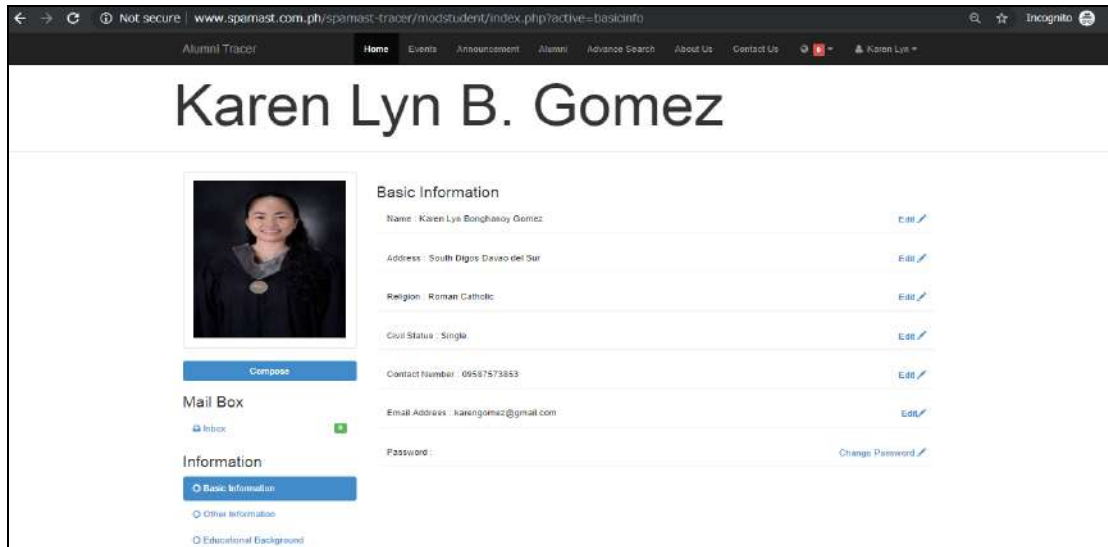 Not secure www.spamast.com.ph/spamast-tracer/modstudent/index.php?active=basicinfo Incognito
Alumni Tracer Home Events Announcement Alumni Advance Search About Us Contact Us 0 Karen Lyn
Karen Lyn B. Gomez
Basic Information
Name : Karen Lyn Bonghanoy Gomez Edit
Address : South Digos Davao del Sur Edit
Religion : Roman Catholic Edit
Civil Status : Single Edit
Compose
Contact Number : 09587573853 Edit
Mail Box
Email Address : karengomez@gmail.com Edit
Inbox
Password : Change Password
Information
Basic Information
Other Information
Educational Background